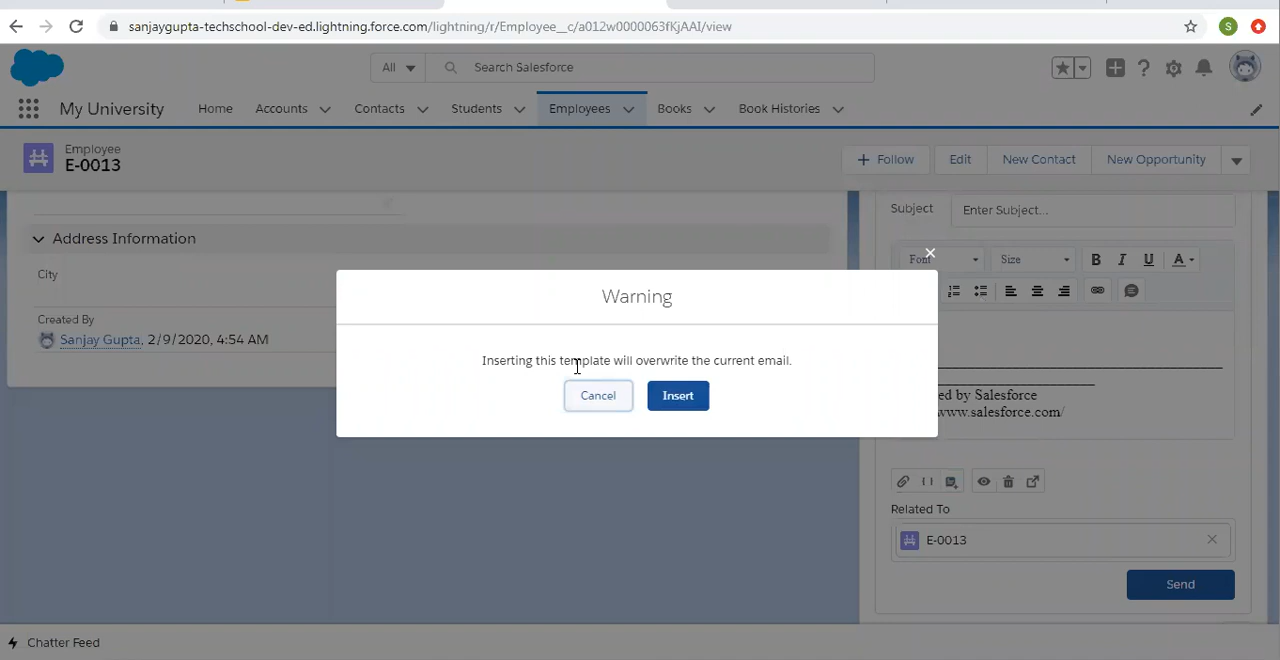 sanjaygupta-techschool-dev-ed.lightning.force.com/lightning/r/Employee__c/a012w0000063fKjAAI/view
S
All
Search Salesforce
My University
Home
Accounts
Contacts
Students
Employees
Books
Book Histories
Employee
E-0013
+ Follow
Edit
New Contact
New Opportunity
Subject
Enter Subject...
Address Information
Font
Size
B
I
U
A
City
Warning
Created By
Sanjay Gupta, 2/9/2020, 4:54 AM
Inserting this template will overwrite the current email.
Cancel
Insert
by Salesforce
www.salesforce.com/
Related To
E-0013
Send
Chatter Feed